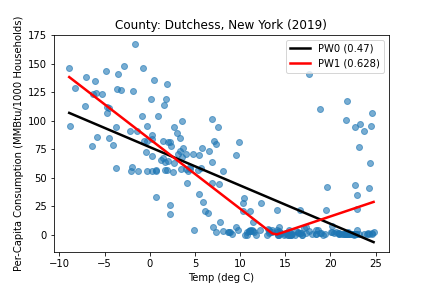 County: Dutchess, New York (2019)
Per-Capita Consumption (MMBtu/1000 Households)
175
150
125
100
75
50
25
0
PW0 (0.47)
PW1 (0.628)
−10 −5 0 5 10 15 20 25
Temp (deg C)